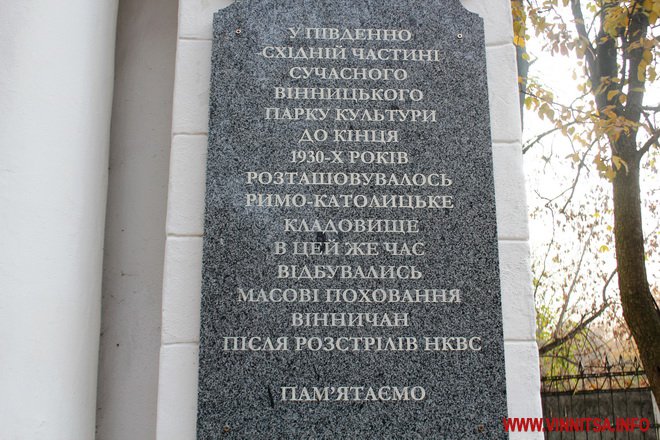 У ПІВДЕННО
-СХІДНІЙ ЧАСТИНІ
СУЧАСНОГО
ВІННИЦЬКОГО
ПАРКУ КУЛЬТУРИ
ДО КІНЦЯ
1930-Х РОКІВ
РОЗТАШОВУВАЛОСЬ
РИМО-КАТОЛИЦЬКЕ
КЛАДОВИЩЕ
В ЦЕЙ ЖЕ ЧАС
ВІДБУВАЛИСЬ
МАСОВІ ПОХОВАННЯ
ВІННИЧАН
ПІСЛЯ РОЗСТРІЛІВ НКВС
ПАМ'ЯТАЄМО
WWW.VINNITSA.INFO